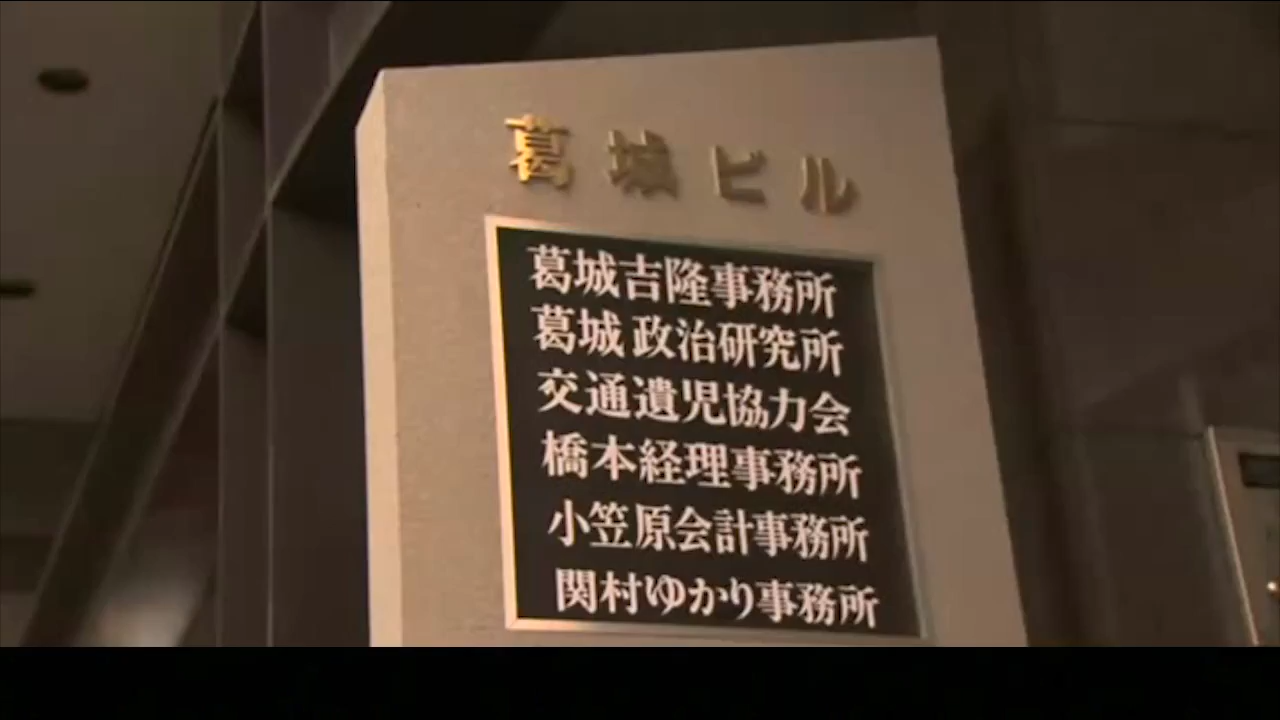 葛城ビル
葛城吉隆事務所
葛城政治研究所
交通遺児協力会
橋本経理事務所
小笠原会計事務所
関村ゆかり事務所